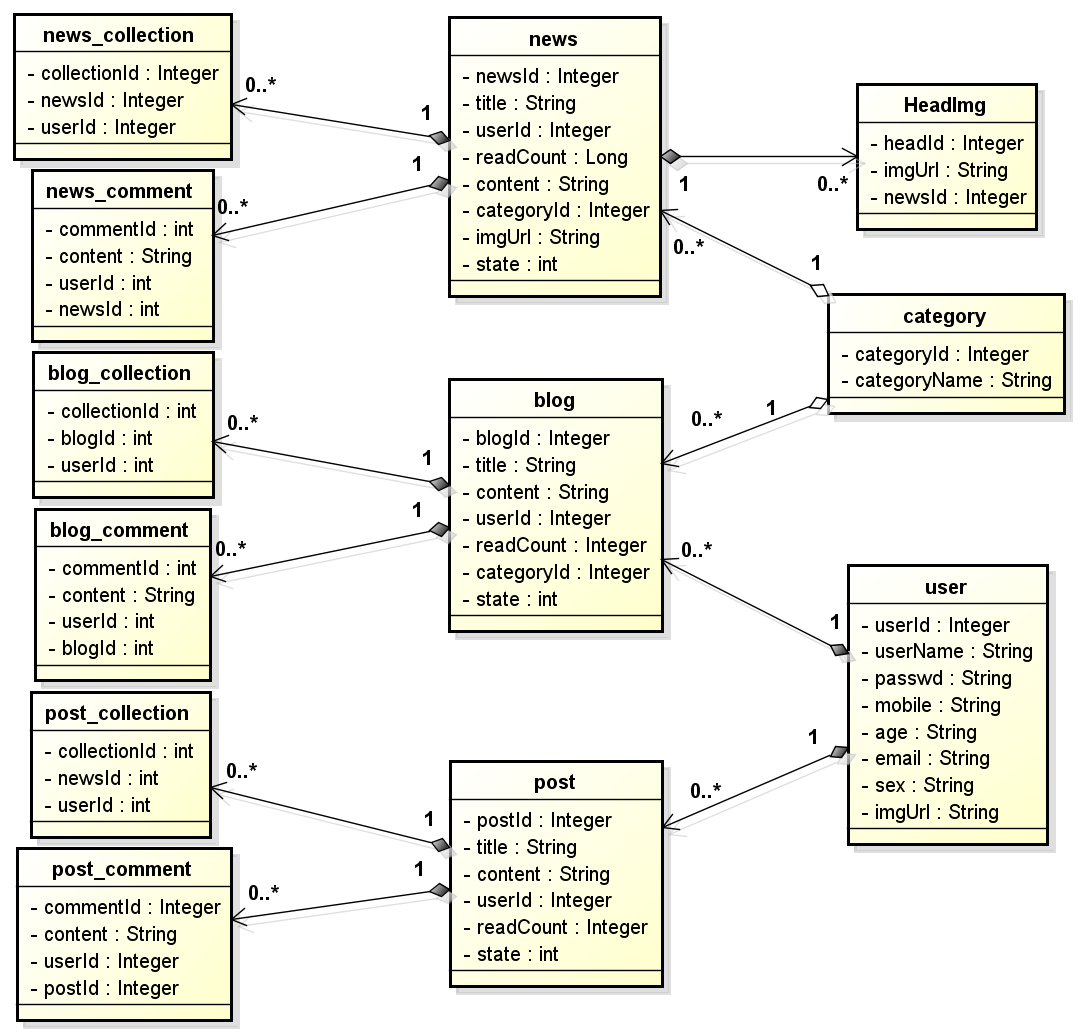 news_collection
- collectionId : Integer
- newsId : Integer
- userId : Integer
news_comment
- commentId : int
- content : String
- userId : int
- newsId : int
blog_collection
- collectionId : int
- blogId : int
- userId : int
blog_comment
- commentId : int
- content : String
- userId : int
- blogId : int
post_collection
- collectionId : int
- newsId : int
- userId : int
post_comment
- commentId : Integer
- content : String
- userId : Integer
- postId : Integer
0..*
1
1
0..*
0..*
1
1
0..*
0..*
1
1
0..*
news
- newsId : Integer
- title : String
- userId : Integer
- readCount : Long
- content : String
- categoryId : Integer
- imgUrl : String
- state : int
blog
- blogId : Integer
- title : String
- content : String
- userId : Integer
- readCount : Integer
- categoryId : Integer
- state : int
post
- postId : Integer
- title : String
- content : String
- userId : Integer
- readCount : Integer
- state : int
1
0..*
0..*
1
0..*
1
0..*
1
0..*
1
HeadImg
- headId : Integer
- imgUrl : String
- newsId : Integer
category
- categoryId : Integer
- categoryName : String
user
- userId : Integer
- userName : String
- passwd : String
- mobile : String
- age : String
- email : String
- sex : String
- imgUrl : String